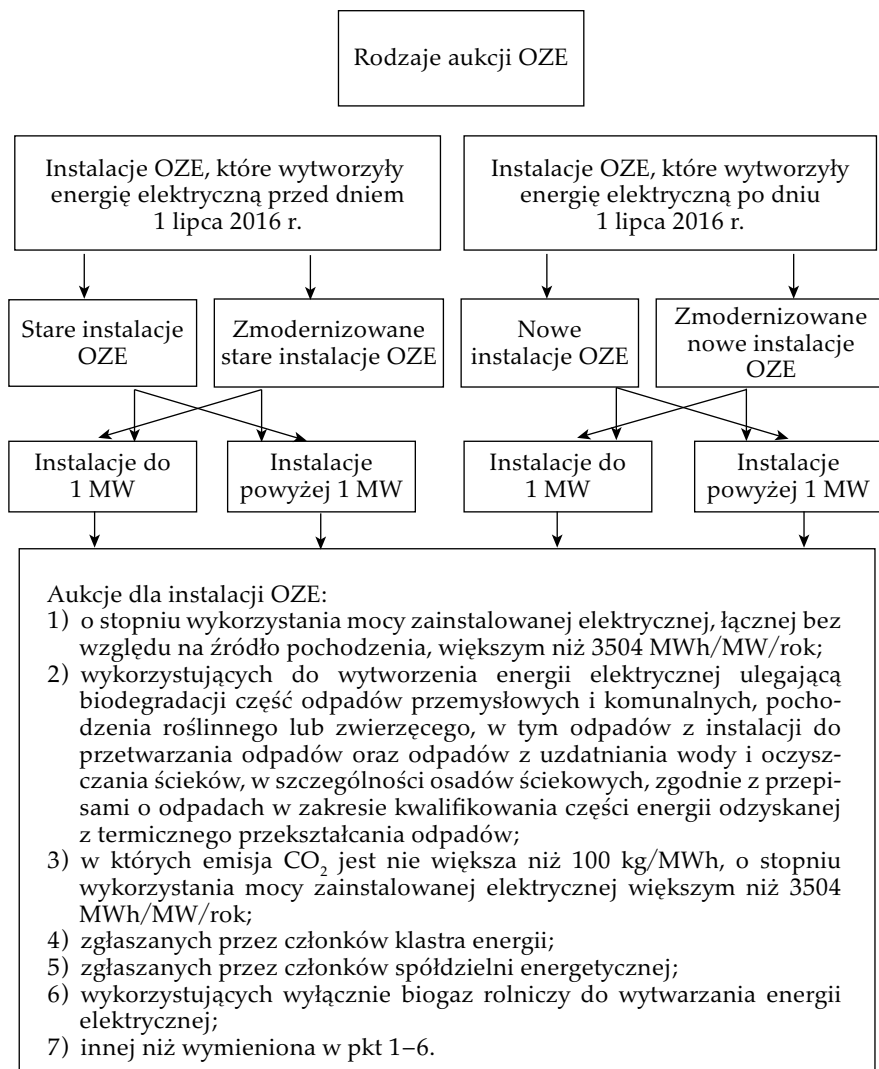 Rodzaje aukcji OZE
Instalacje OZE, które wytworzyły
energię elektryczną przed dniem
1 lipca 2016 r.
Instalacje OZE, które wytworzyły
energię elektryczną po dniu
1 lipca 2016 r.
Stare instalacje
OZE
Zmodernizowane
stare instalacje OZE
Nowe
instalacje OZE
Zmodernizowane
nowe instalacje
OZE
Instalacje do
1 MW
Instalacje
powyżej 1 MW
Instalacje do
1 MW
Instalacje
powyżej 1 MW
Aukcje dla instalacji OZE:
1) o stopniu wykorzystania mocy zainstalowanej elektrycznej, łącznej bez
względu na źródło pochodzenia, większym niż 3504 MWh/MW/rok;
2) wykorzystujących do wytworzenia energii elektrycznej ulegającą
biodegradacji część odpadów przemysłowych i komunalnych, pocho-
dzenia roślinnego lub zwierzęcego, w tym odpadów z instalacji do
przetwarzania odpadów oraz odpadów z uzdatniania wody i oczysz-
czania ścieków, w szczególności osadów ściekowych, zgodnie z przepi-
sami o odpadach w zakresie kwalifikowania części energii odzyskanej
z termicznego przekształcania odpadów;
3) w których emisja CO₂ jest nie większa niż 100 kg/MWh, o stopniu
wykorzystania mocy zainstalowanej elektrycznej większym niż 3504
MWh/MW/rok;
4) zgłaszanych przez członków klastra energii;
5) zgłaszanych przez członków spółdzielni energetycznej;
6) wykorzystujących wyłącznie biogaz rolniczy do wytwarzania energii
elektrycznej;
7) innej niż wymieniona w pkt 1–6.